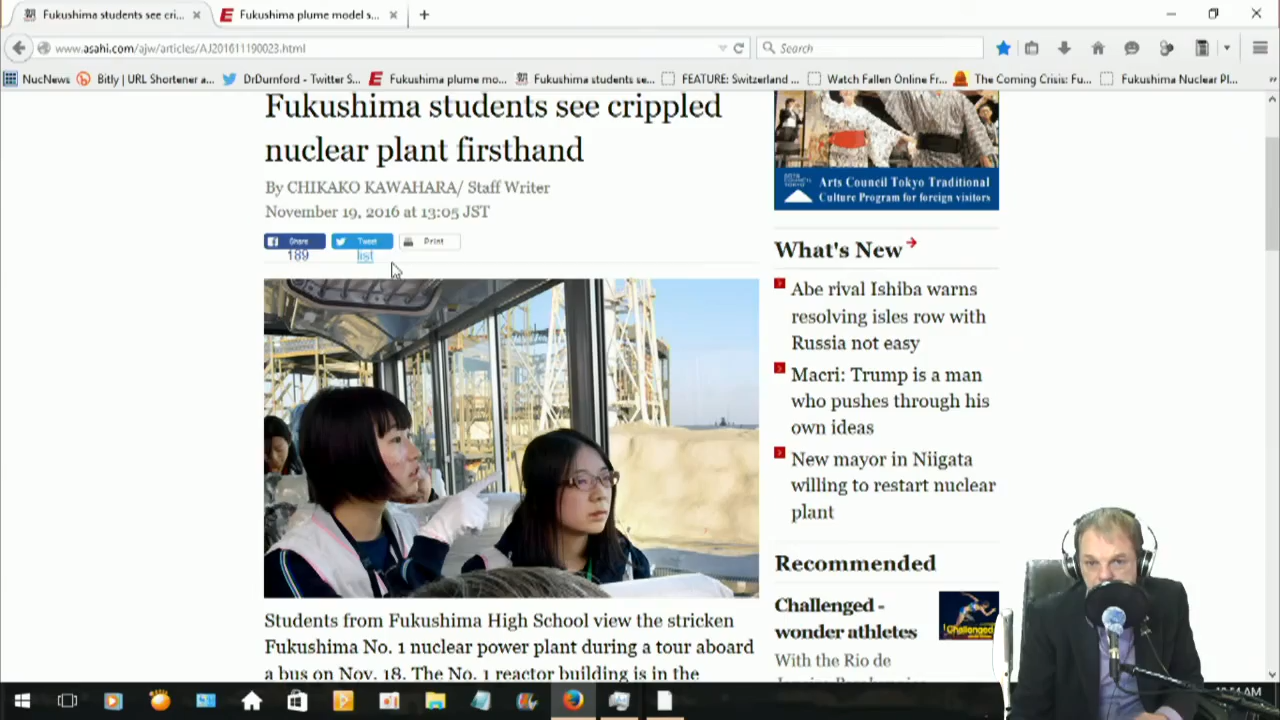 Fukushima students see cri...
Fukushima plume model s...
www.asahi.com/ajw/articles/AJ201611190023.html
Search
NucNews
Bitly | URL Shortener a...
DrDurnford - Twitter S...
Fukushima plume mo...
Fukushima students se...
FEATURE: Switzerland ...
Watch Fallen Online Fr...
The Coming Crisis: Fu...
Fukushima Nuclear Pl...
Fukushima students see crippled
nuclear plant firsthand
By CHIKAKO KAWAHARA/ Staff Writer
November 19, 2016 at 13:05 JST
Share
Tweet
Print
189
list
Students from Fukushima High School view the stricken
Fukushima No. 1 nuclear power plant during a tour aboard
a bus on Nov. 18. The No. 1 reactor building is in the
Arts Council Tokyo Traditional
Culture Program for foreign visitors
What's New
Abe rival Ishiba warns
resolving isles row with
Russia not easy
Macri: Trump is a man
who pushes through his
own ideas
New mayor in Niigata
willing to restart nuclear
plant
Recommended
Challenged -
wonder athletes
Challenged
With the Rio de